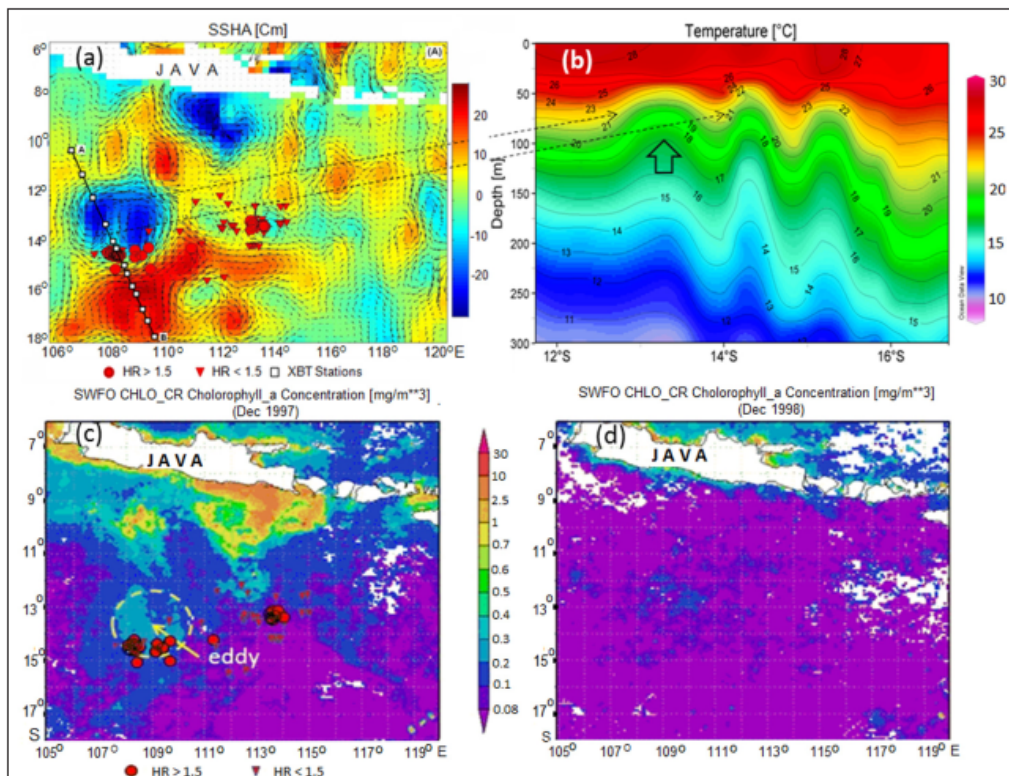 SSHA [Cm]
(a)
(A)
J A V A
6°
8°
10°
12°
14°
16°
18°
106°
108°
110°
112°
114°
116°
118°
120°E
A
B
20
10
0
-10
-20
HR > 1.5
HR < 1.5
XBT Stations
Temperature [°C]
(b)
Depth [m]
0
50
100
150
200
250
300
12°S
14°S
16°S
30
25
20
15
10
Ocean Data View
SWFO CHLO_CR Cholorophyll_a Concentration [mg/m**3]
(Dec 1997)
(c)
J A V A
eddy
7°
9°
11°
13°
15°
17°
S
105°
107°
109°
111°
113°
115°
117°
119° E
HR > 1.5
HR < 1.5
30
10
2.5
1
0.7
0.6
0.5
0.4
0.3
0.2
0.1
0.08
SWFO CHLO_CR Cholorophyll_a Concentration [mg/m**3]
(Dec 1998)
(d)
J A V A
7°
9°
11°
13°
15°
17°
S
105°
107°
109°
111°
113°
115°
117°
119° E